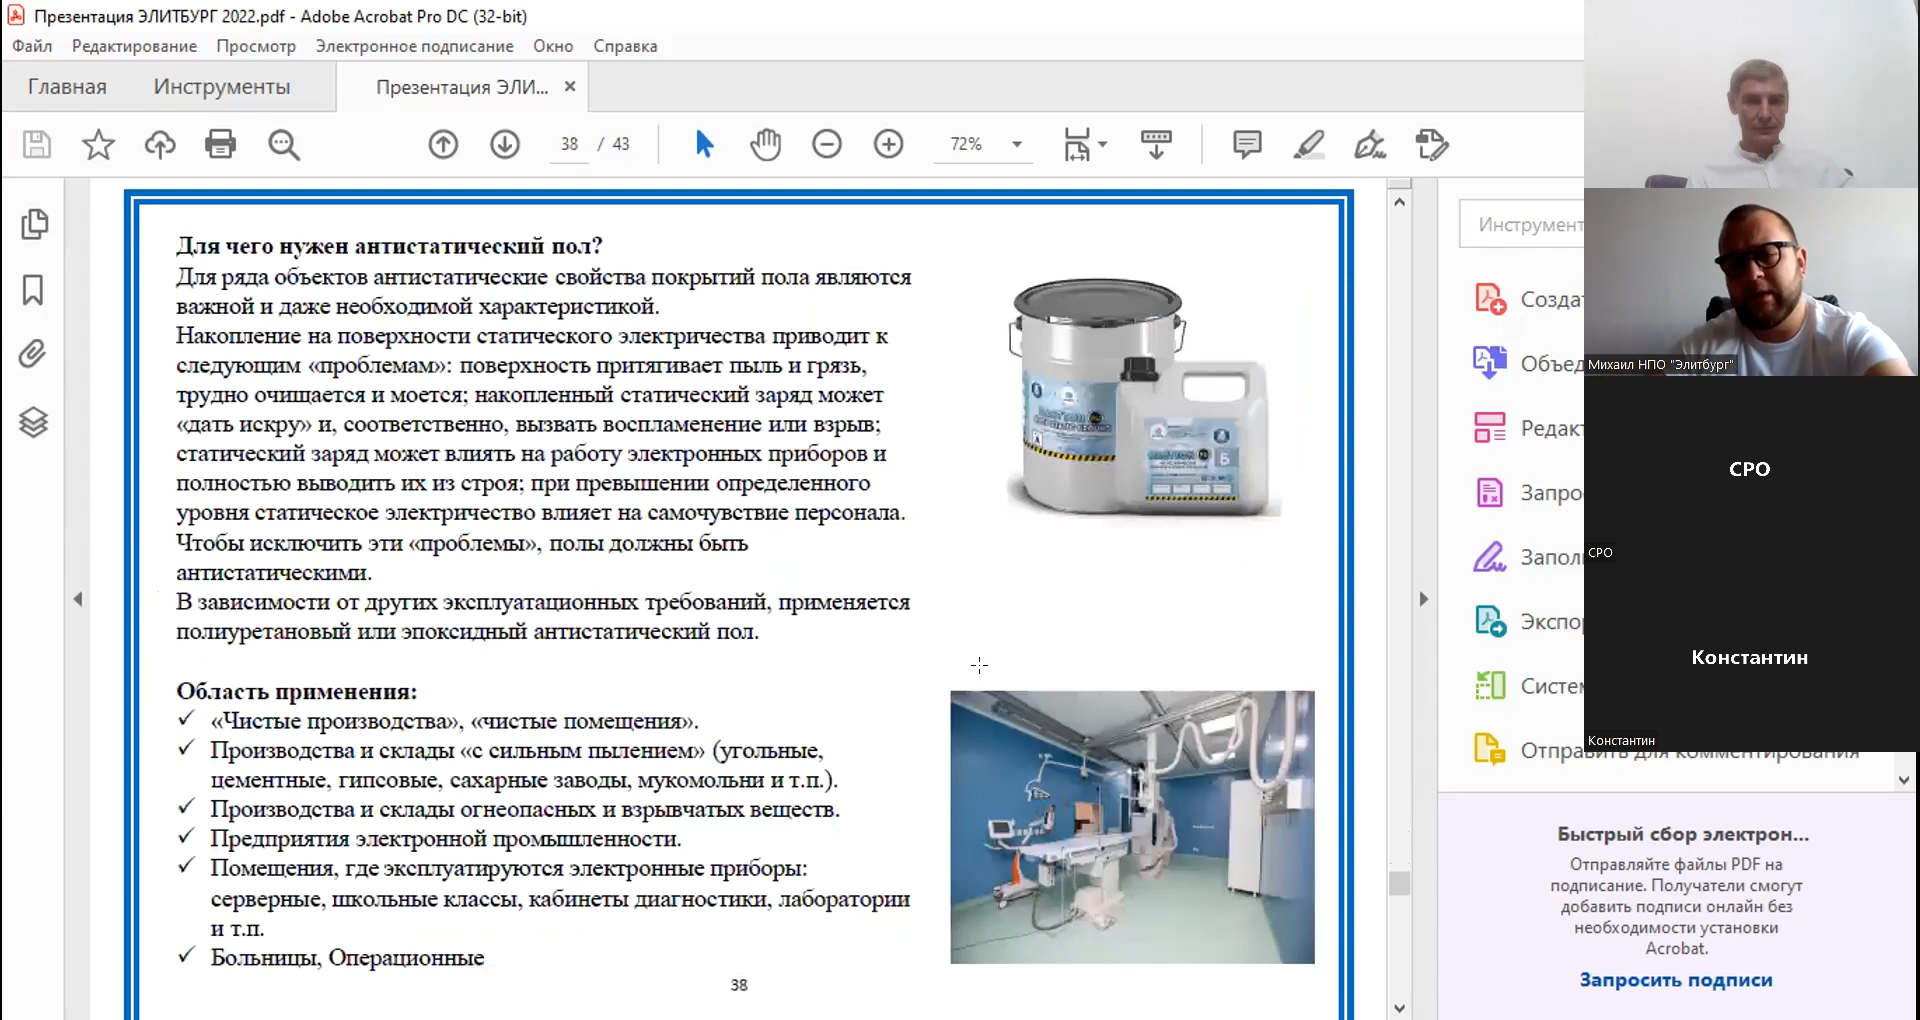 Презентация ЭЛИТБУРГ 2022.pdf - Adobe Acrobat Pro DC (32-bit)
Файл Редактирование Просмотр Электронное подписание Окно Справка
Главная Инструменты Презентация ЭЛИ... ×
38 / 43 72%
Для чего нужен антистатический пол?
Для ряда объектов антистатические свойства покрытий пола являются
важной и даже необходимой характеристикой.
Накопление на поверхности статического электричества приводит к
следующим «проблемам»: поверхность притягивает пыль и грязь,
трудно очищается и моется; накопленный статический заряд может
«дать искру» и, соответственно, вызвать воспламенение или взрыв;
статический заряд может влиять на работу электронных приборов и
полностью выводить их из строя; при превышении определенного
уровня статическое электричество влияет на самочувствие персонала.
Чтобы исключить эти «проблемы», полы должны быть
антистатическими.
В зависимости от других эксплуатационных требований, применяется
полиуретановый или эпоксидный антистатический пол.
Область применения:
✓ «Чистые производства», «чистые помещения».
✓ Производства и склады «с сильным пылением» (угольные,
цементные, гипсовые, сахарные заводы, мукомольни и т.п.).
✓ Производства и склады огнеопасных и взрывчатых веществ.
✓ Предприятия электронной промышленности.
✓ Помещения, где эксплуатируются электронные приборы:
серверные, школьные классы, кабинеты диагностики, лаборатории
и т.п.
✓ Больницы, Операционные
38
Б
Инструмент
Созда
Объед
Редакт
Запро
Запол
Экспо
Систе
Отправить для комментирования
Быстрый сбор электрон...
Отправляйте файлы PDF на
подписание. Получатели смогут
добавить подписи онлайн без
необходимости установки
Acrobat.
Запросить подписи
Михаил НПО "Элитбург"
СРО
СРО
Константин
Константин